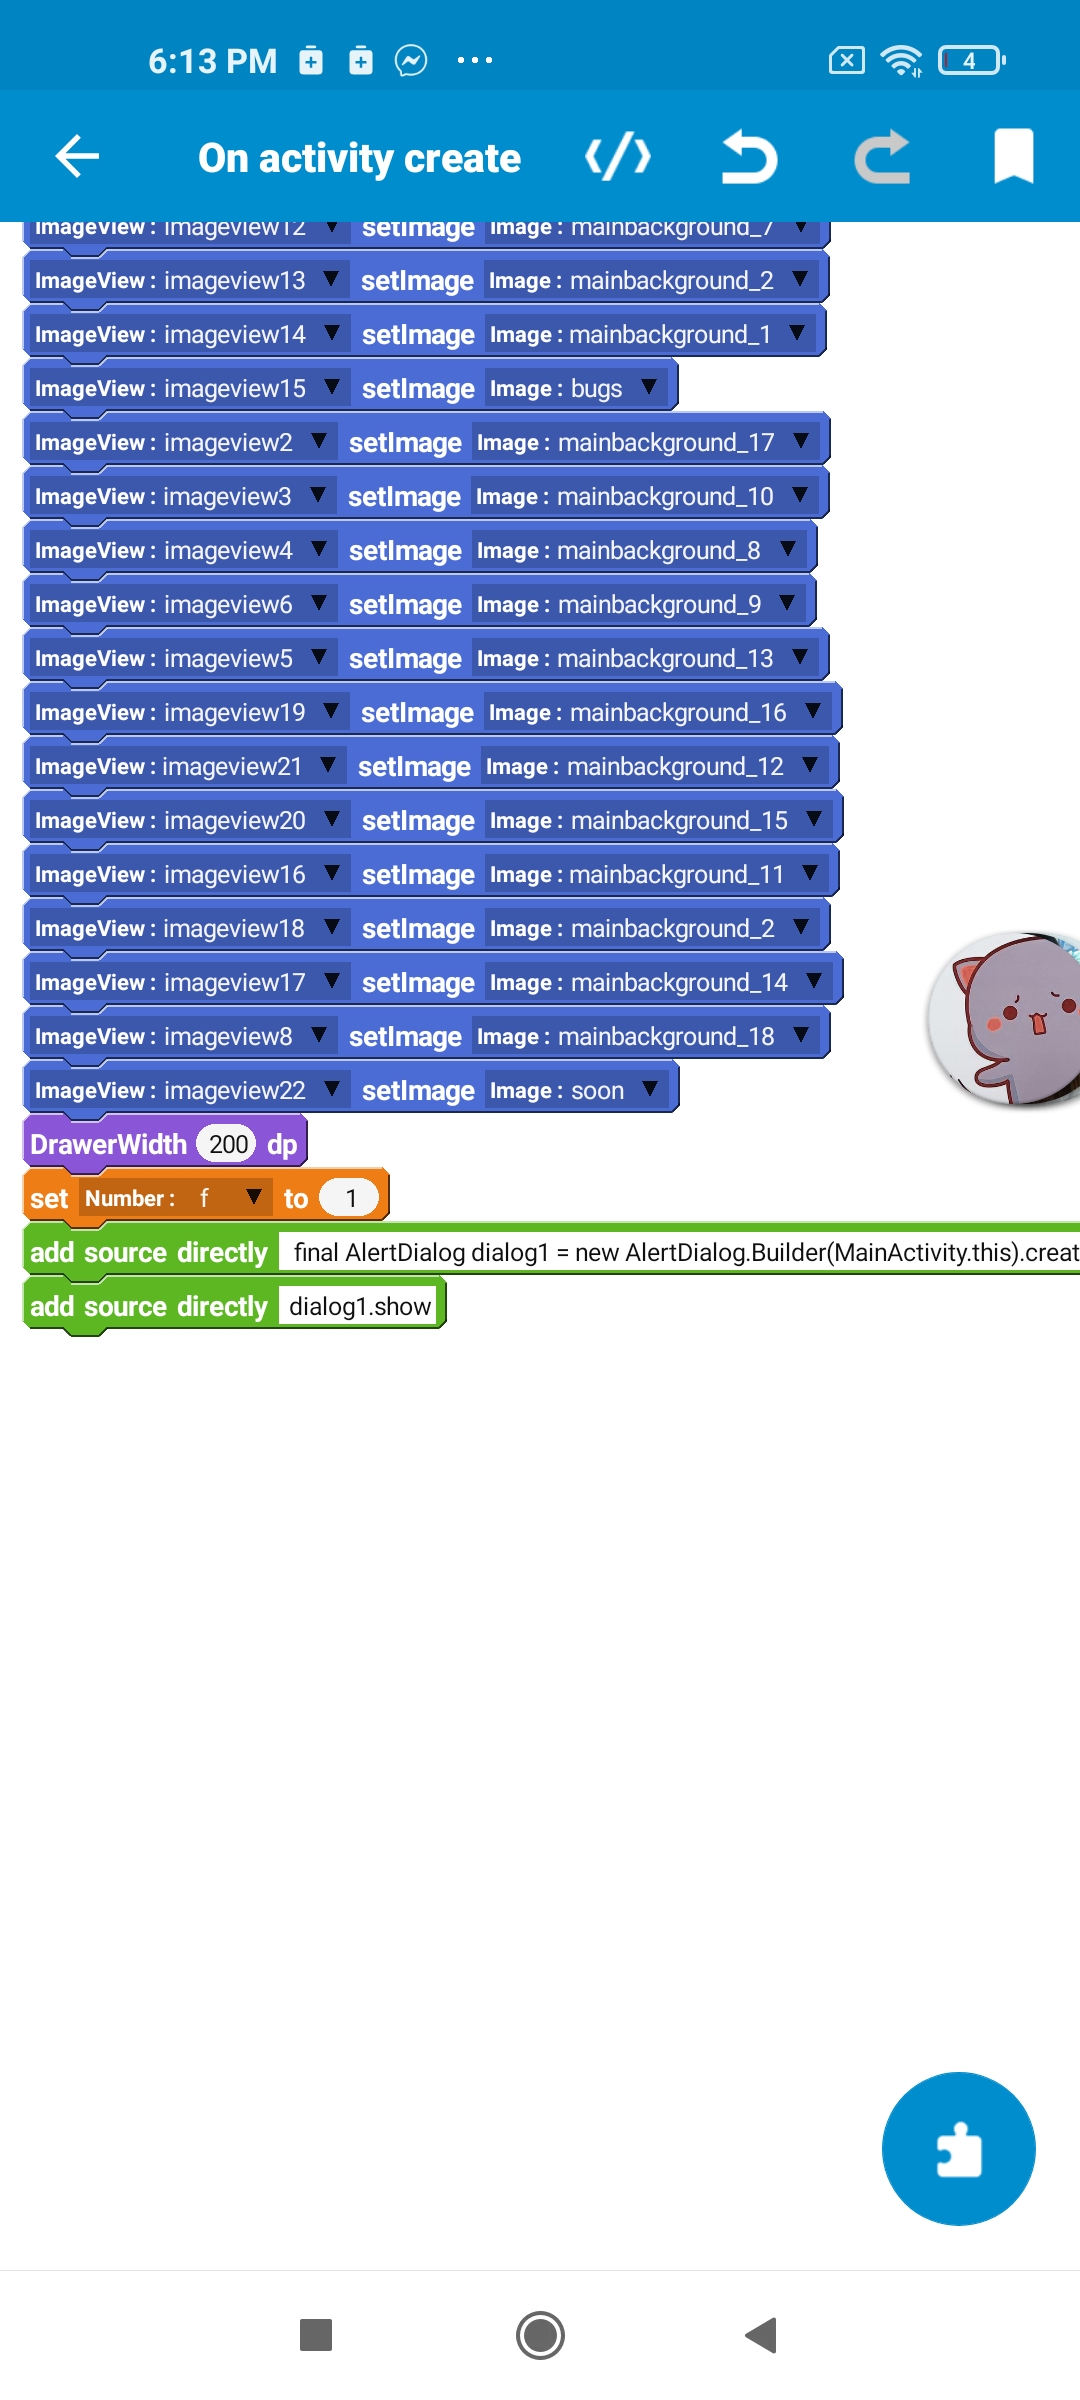 6:13 PM 4
On activity create
ImageView : imageview12 setImage Image : mainbackground_7
ImageView : imageview13 setImage Image : mainbackground_2
ImageView : imageview14 setImage Image : mainbackground_1
ImageView : imageview15 setImage Image : bugs
ImageView : imageview2 setImage Image : mainbackground_17
ImageView : imageview3 setImage Image : mainbackground_10
ImageView : imageview4 setImage Image : mainbackground_8
ImageView : imageview6 setImage Image : mainbackground_9
ImageView : imageview5 setImage Image : mainbackground_13
ImageView : imageview19 setImage Image : mainbackground_16
ImageView : imageview21 setImage Image : mainbackground_12
ImageView : imageview20 setImage Image : mainbackground_15
ImageView : imageview16 setImage Image : mainbackground_11
ImageView : imageview18 setImage Image : mainbackground_2
ImageView : imageview17 setImage Image : mainbackground_14
ImageView : imageview8 setImage Image : mainbackground_18
ImageView : imageview22 setImage Image : soon
DrawerWidth 200 dp
set Number : f to 1
add source directly final AlertDialog dialog1 = new AlertDialog.Builder(MainActivity.this).creat
add source directly dialog1.show